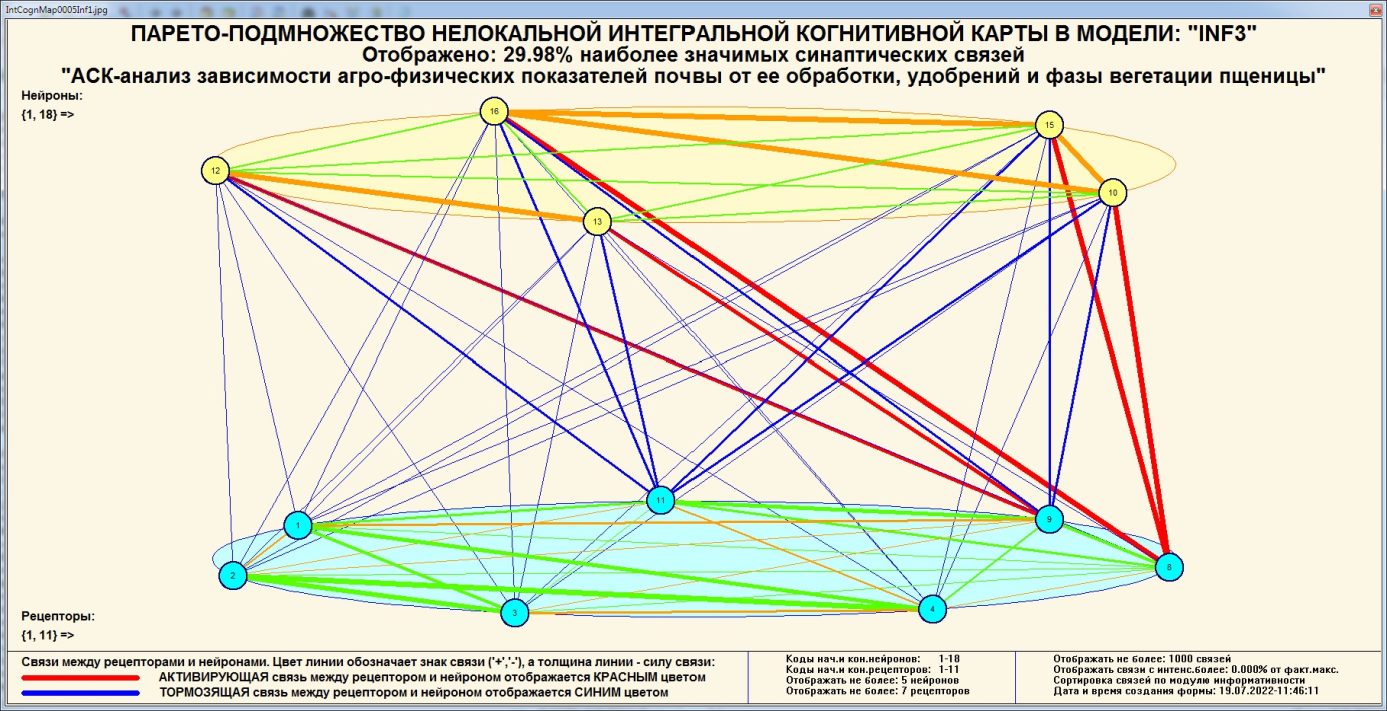 IntCognMap0005Inf1.jpg
ПАРЕТО-ПОДМНОЖЕСТВО НЕЛОКАЛЬНОЙ ИНТЕГРАЛЬНОЙ КОГНИТИВНОЙ КАРТЫ В МОДЕЛИ: "INF3"
Отображено: 29.98% наиболее значимых синаптических связей
"АСК-анализ зависимости агро-физических показателей почвы от ее обработки, удобрений и фазы вегетации пщеницы"
Нейроны:
{1, 18} =>
16
15
12
10
13
11
1
9
8
2
3
4
Рецепторы:
{1, 11} =>
Связи между рецепторами и нейронами. Цвет линии обозначает знак связи ('+','-'), а толщина линии - силу связи:
АКТИВИРУЮЩАЯ связь между рецептором и нейроном отображается КРАСНЫМ цветом
ТОРМОЗЯЩАЯ связь между рецептором и нейроном отображается СИНИМ цветом
Коды нач.и кон.нейронов: 1-18
Коды нач.и кон.рецепторов: 1-11
Отображать не более: 5 нейронов
Отображать не более: 7 рецепторов
Отображать не более: 1000 связей
Отображать связи с интенс.более: 0.000% от факт.макс.
Сортировка связей по модулю информативности
Дата и время создания формы: 19.07.2022-11:46:11